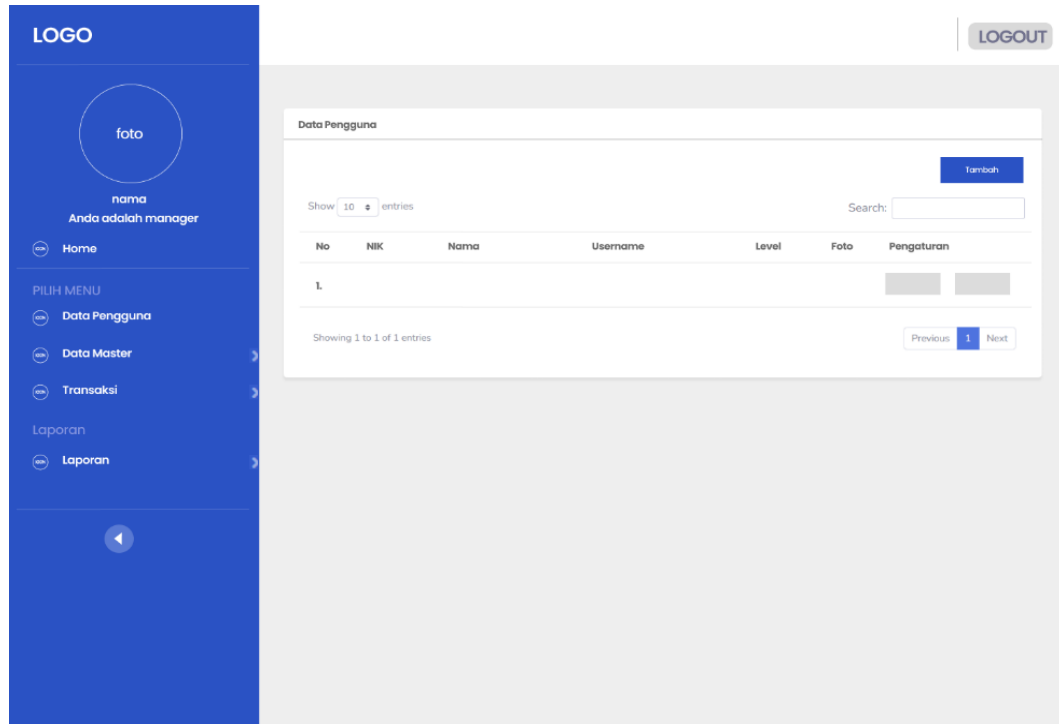 LOGO
LOGOUT
foto
nama
Anda adalah manager
Home
PILIH MENU
Data Pengguna
Data Master
Transaksi
Laporan
Laporan
Data Pengguna
Tambah
Show 10 entries
Search:
No NIK Nama Username Level Foto Pengaturan
1.
Showing 1 to 1 of 1 entries
Previous 1 Next